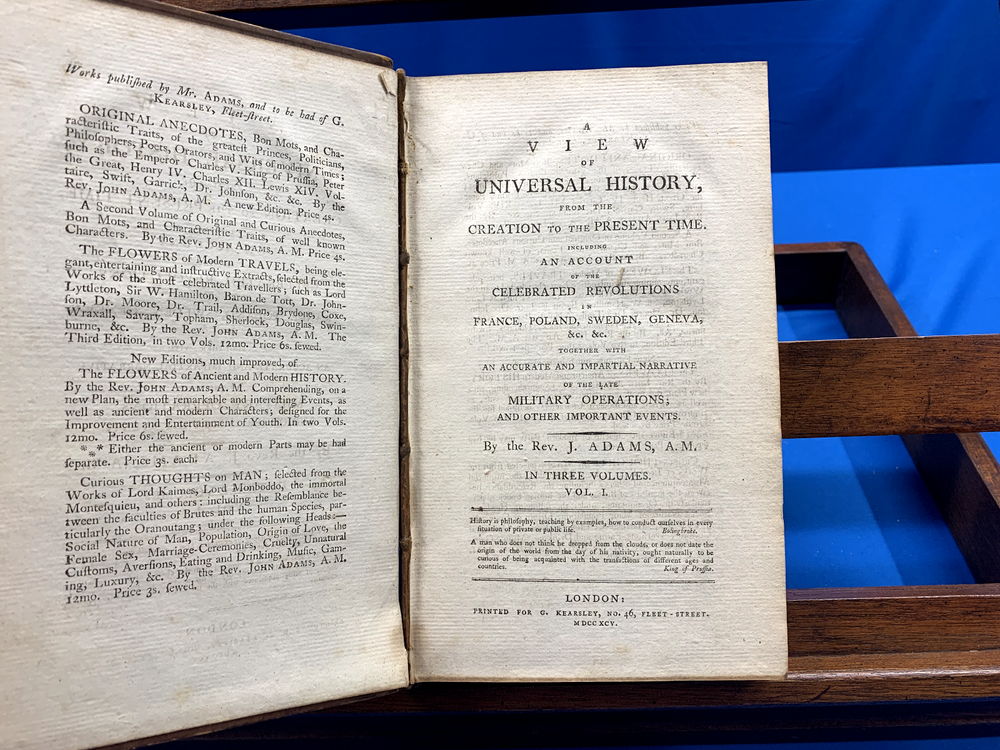 Works publiſhed by Mr. ADAMS, and to be had of G.
KEARSLEY, Fleet-ſtreet.
ORIGINAL ANECDOTES, Bon Mots, and Cha-
racteriſtic Traits, of the greateſt Princes, Politicians,
Philoſophers, Poets, Orators, and Wits of modern Times;
ſuch as the Emperor Charles V. King of Pruſſia, Peter
the Great, Henry IV. Charles XII. Lewis XIV. Vol-
taire, Swift, Garrick, Dr. Johnſon, &c. &c. By the
Rev. JOHN ADAMS, A. M. A new Edition. Price 4s.
A Second Volume of Original and Curious Anecdotes,
Bon Mots, and Characteriſtic Traits, of well known
Characters. By the Rev. JOHN ADAMS, A. M. Price 4s.
The FLOWERS of Modern TRAVELS, being ele-
gant, entertaining and inſtructive Extracts, ſelected from the
Works of the moſt celebrated Travellers; ſuch as Lord
Lyttleton, Sir W. Hamilton, Baron de Tott, Dr. John-
ſon, Dr. Moore, Dr. Trail, Addiſon, Brydone, Coxe,
Wraxall, Savary, Topham, Sherlock, Douglas, Swin-
burne, &c. By the Rev. JOHN ADAMS, A. M. The
Third Edition, in two Vols. 12mo. Price 6s. ſewed.
New Editions, much improved, of
The FLOWERS of Ancient and Modern HISTORY.
By the Rev. JOHN ADAMS, A. M. Comprehending, on a
new Plan, the moſt remarkable and intereſting Events, as
well as ancient and modern Characters; deſigned for the
Improvement and Entertainment of Youth. In two Vols.
12mo. Price 6s. ſewed.
*** Either the ancient or modern Parts may be had
ſeparate. Price 3s. each.
Curious THOUGHTS on MAN; ſelected from the
Works of Lord Kaimes, Lord Monboddo, the immortal
Monteſquieu, and others: including the Reſemblance be-
tween the faculties of Brutes and the human Species, par-
ticularly the Oranoutang; under the following Heads:—
Social Nature of Man, Population, Origin of Love, the
Female Sex, Marriage-Ceremonies, Cruelty, Unnatural
Cuſtoms, Averſions, Eating and Drinking, Muſic, Gam-
ing, Luxury, &c. By the Rev. JOHN ADAMS, A. M.
12mo. Price 3s. ſewed.
A
VIEW
OF
UNIVERSAL HISTORY,
FROM THE
CREATION TO THE PRESENT TIME.
INCLUDING
AN ACCOUNT
OF THE
CELEBRATED REVOLUTIONS
IN
FRANCE, POLAND, SWEDEN, GENEVA,
&c. &c.
TOGETHER WITH
AN ACCURATE AND IMPARTIAL NARRATIVE
OF THE LATE
MILITARY OPERATIONS;
AND OTHER IMPORTANT EVENTS.
By the Rev. J. ADAMS, A.M.
IN THREE VOLUMES.
VOL. I.
Hiſtory is philoſophy, teaching by examples, how to conduct ourſelves in every
ſituation of private or public life. Bolingbroke.
A man who does not think he dropped from the clouds, or does not date the
origin of the world from the day of his nativity, ought naturally to be
curious of being acquainted with the tranſactions of different ages and
countries. King of Pruſſia.
LONDON:
PRINTED FOR G. KEARSLEY, NO. 46, FLEET-STREET.
MDCCXCV.